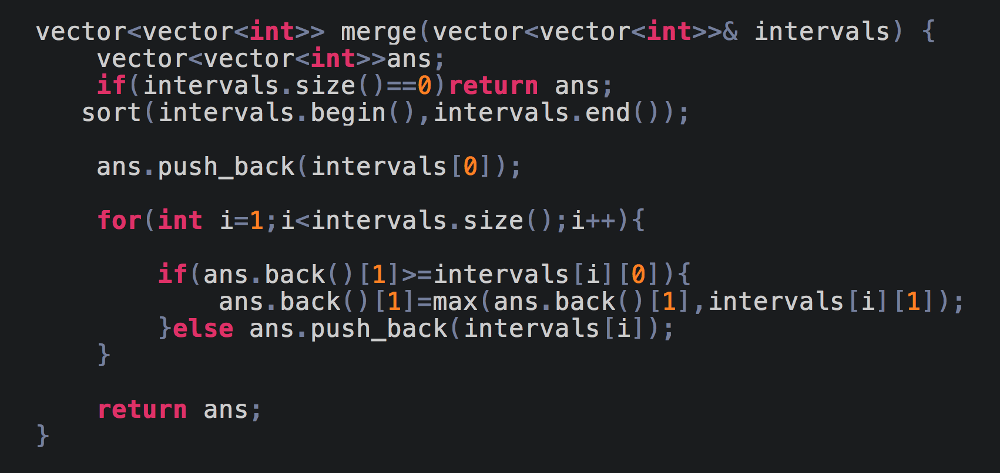 vector<vector<int>> merge(vector<vector<int>>& intervals) {
    vector<vector<int>>ans;
    if(intervals.size()==0)return ans;
   sort(intervals.begin(),intervals.end());
    ans.push_back(intervals[0]);
    for(int i=1;i<intervals.size();i++){
        if(ans.back()[1]>=intervals[i][0]){
            ans.back()[1]=max(ans.back()[1],intervals[i][1]);
        }else ans.push_back(intervals[i]);
    }
    return ans;
}